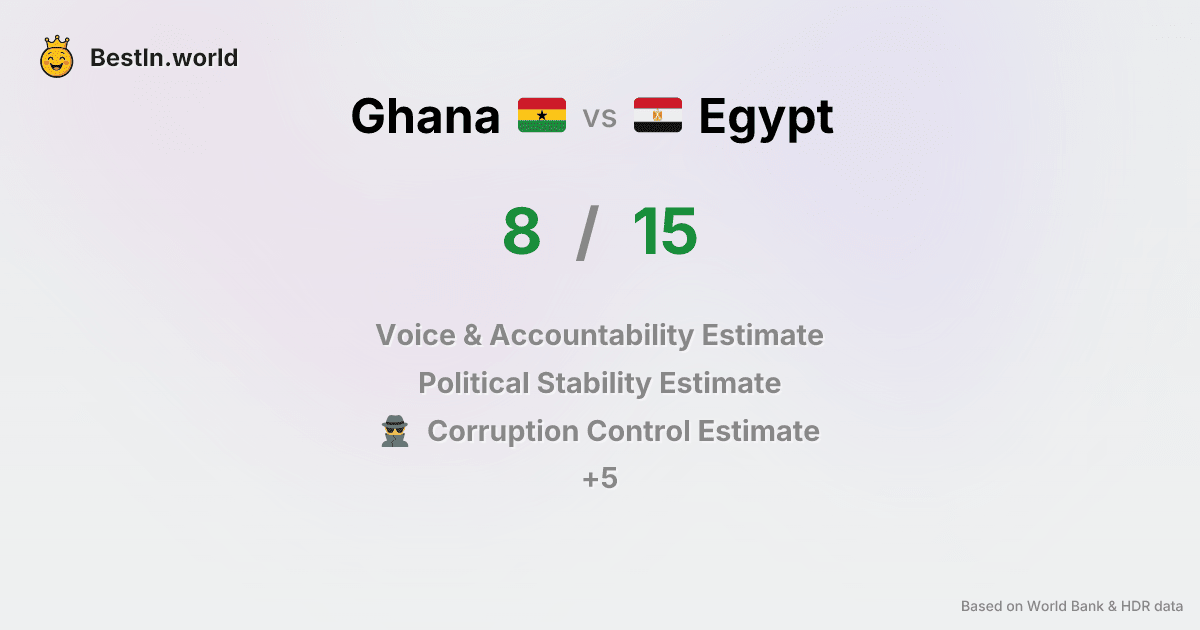 BestIn.world
Ghana vs Egypt
8 / 15
Voice & Accountability Estimate
Political Stability Estimate
Corruption Control Estimate
+5
Based on World Bank & HDR data